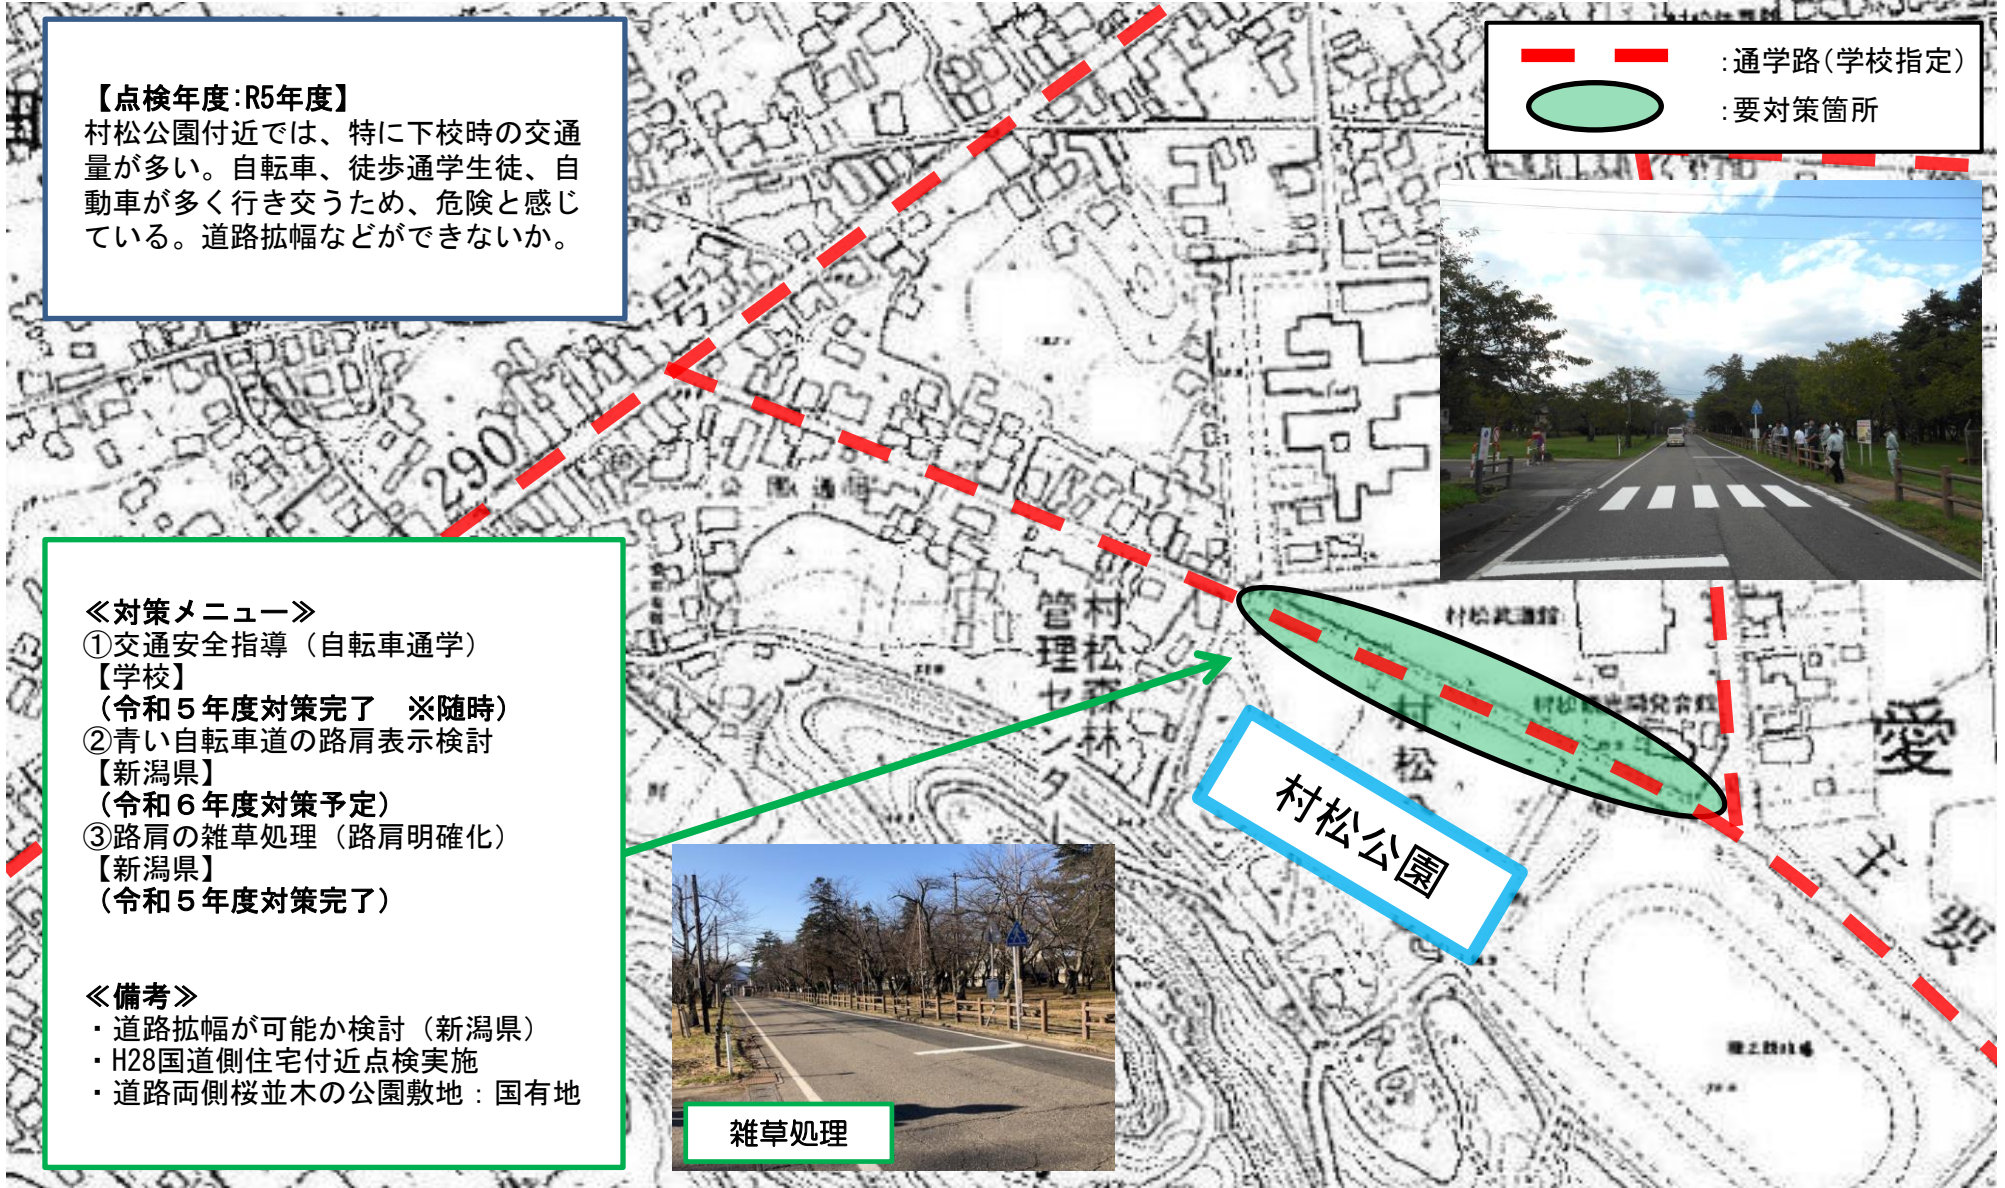 【点検年度:R5年度】
村松公園付近では、特に下校時の交通
量が多い。自転車、徒歩通学生徒、自
動車が多く行き交うため、危険と感じ
ている。道路拡幅などができないか。
:通学路(学校指定)
:要対策箇所
290
村松武道館
村松森林
管理センター
村松公園
愛
≪対策メニュー≫
①交通安全指導（自転車通学）
【学校】
（令和５年度対策完了　※随時）
②青い自転車道の路肩表示検討
【新潟県】
（令和６年度対策予定）
③路肩の雑草処理（路肩明確化）
【新潟県】
（令和５年度対策完了）
≪備考≫
・道路拡幅が可能か検討（新潟県）
・H28国道側住宅付近点検実施
・道路両側桜並木の公園敷地：国有地
雑草処理